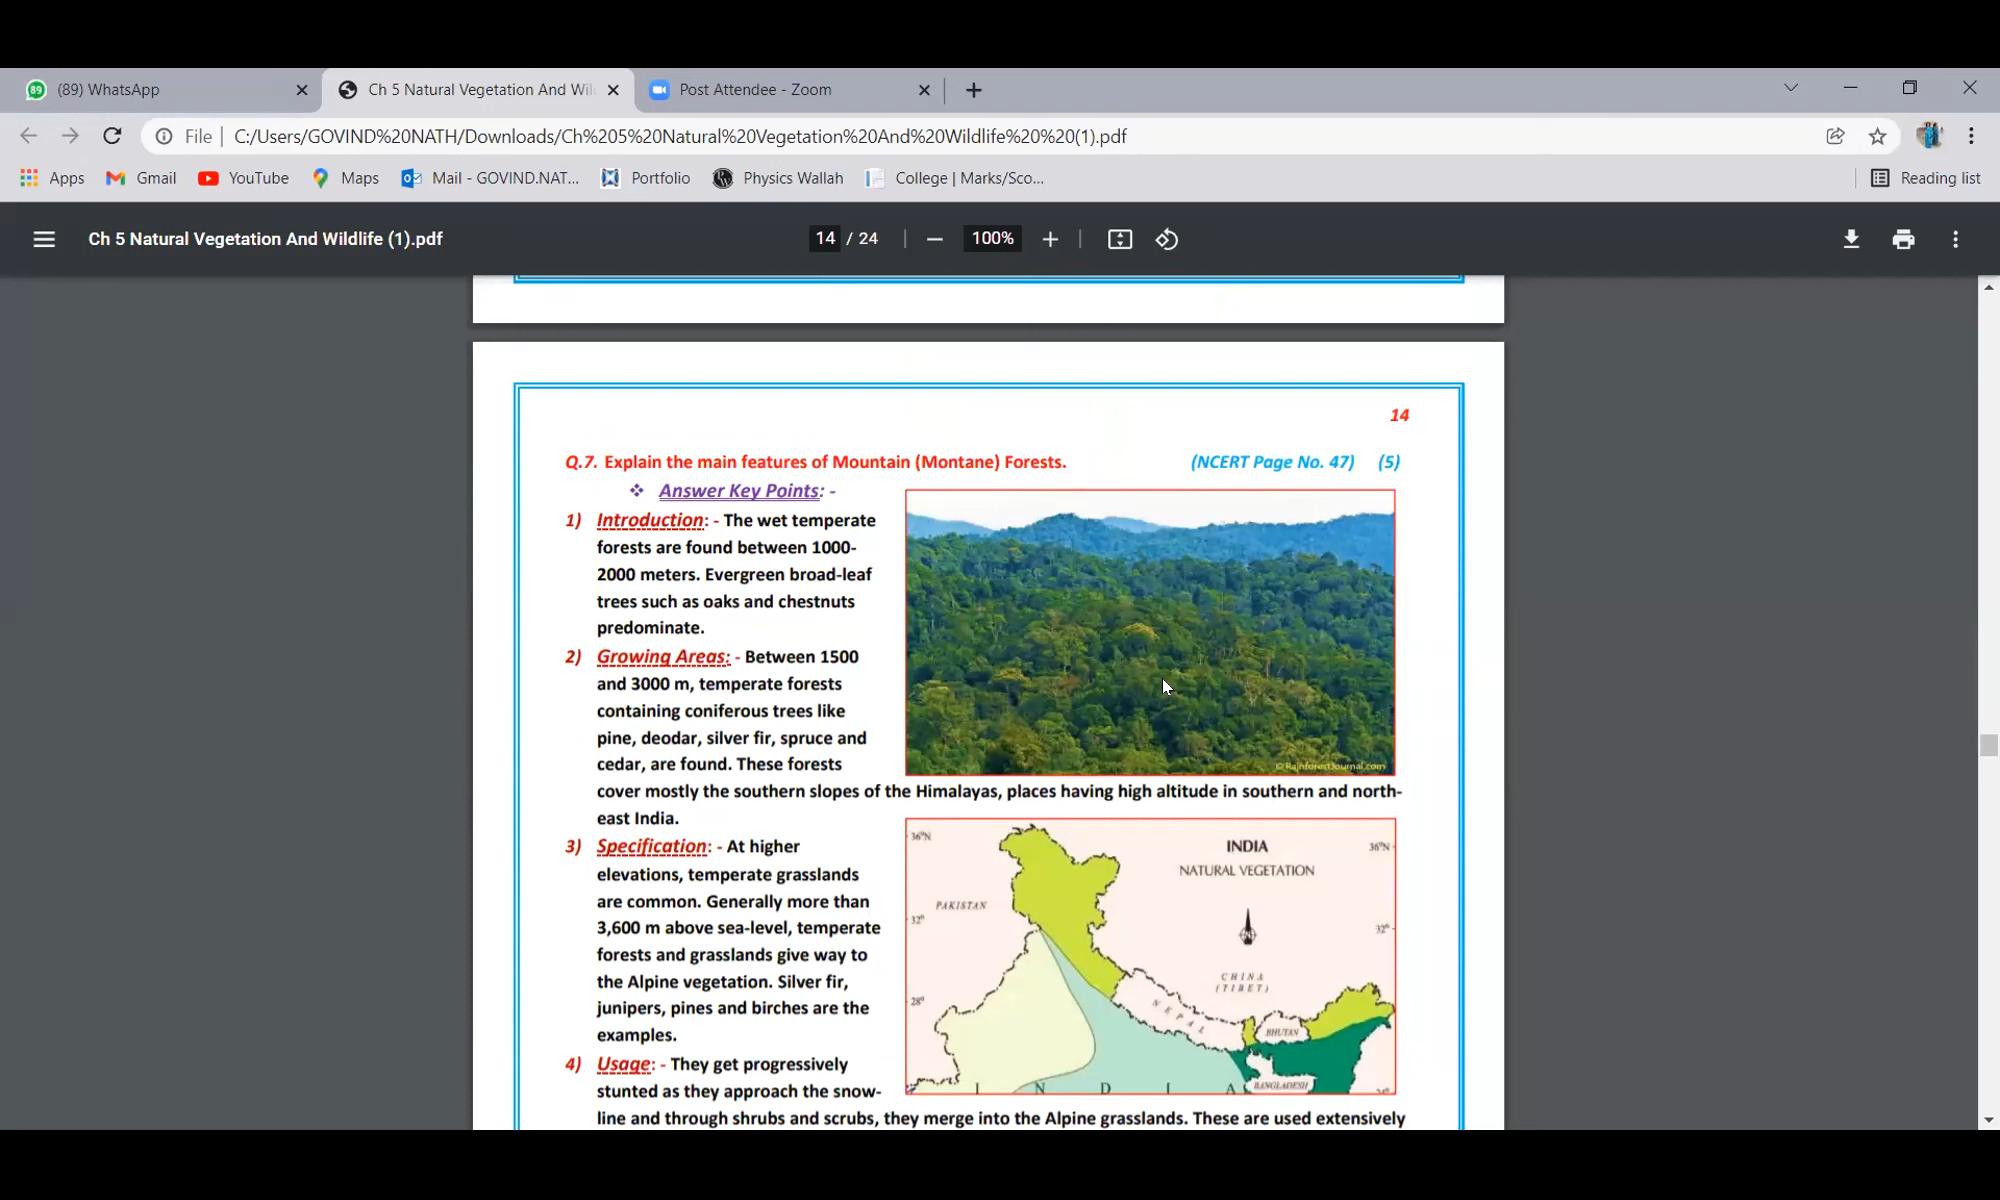 (89) WhatsApp
Ch 5 Natural Vegetation And Wil
Post Attendee - Zoom
File
C:/Users/GOVIND%20NATH/Downloads/Ch%205%20Natural%20Vegetation%20And%20Wildlife%20%20(1).pdf
Apps
Gmail
YouTube
Maps
Mail - GOVIND.NAT...
Portfolio
Physics Wallah
College | Marks/Sco...
Reading list
Ch 5 Natural Vegetation And Wildlife (1).pdf
14 / 24
100%
14
Q.7. Explain the main features of Mountain (Montane) Forests. (NCERT Page No. 47) (5)
❖ Answer Key Points: -
1) Introduction: - The wet temperate
forests are found between 1000-
2000 meters. Evergreen broad-leaf
trees such as oaks and chestnuts
predominate.
2) Growing Areas: - Between 1500
and 3000 m, temperate forests
containing coniferous trees like
pine, deodar, silver fir, spruce and
cedar, are found. These forests
© RainforestJournal.com
cover mostly the southern slopes of the Himalayas, places having high altitude in southern and north-
east India.
3) Specification: - At higher
elevations, temperate grasslands
are common. Generally more than
3,600 m above sea-level, temperate
forests and grasslands give way to
the Alpine vegetation. Silver fir,
junipers, pines and birches are the
examples.
36°N
INDIA
36°N
NATURAL VEGETATION
PAKISTAN
32°
32°
N
CHINA
(TIBET)
28°
NEPAL
BHUTAN
BANGLADESH
I N D I A
4) Usage: - They get progressively
stunted as they approach the snow-
line and through shrubs and scrubs, they merge into the Alpine grasslands. These are used extensively